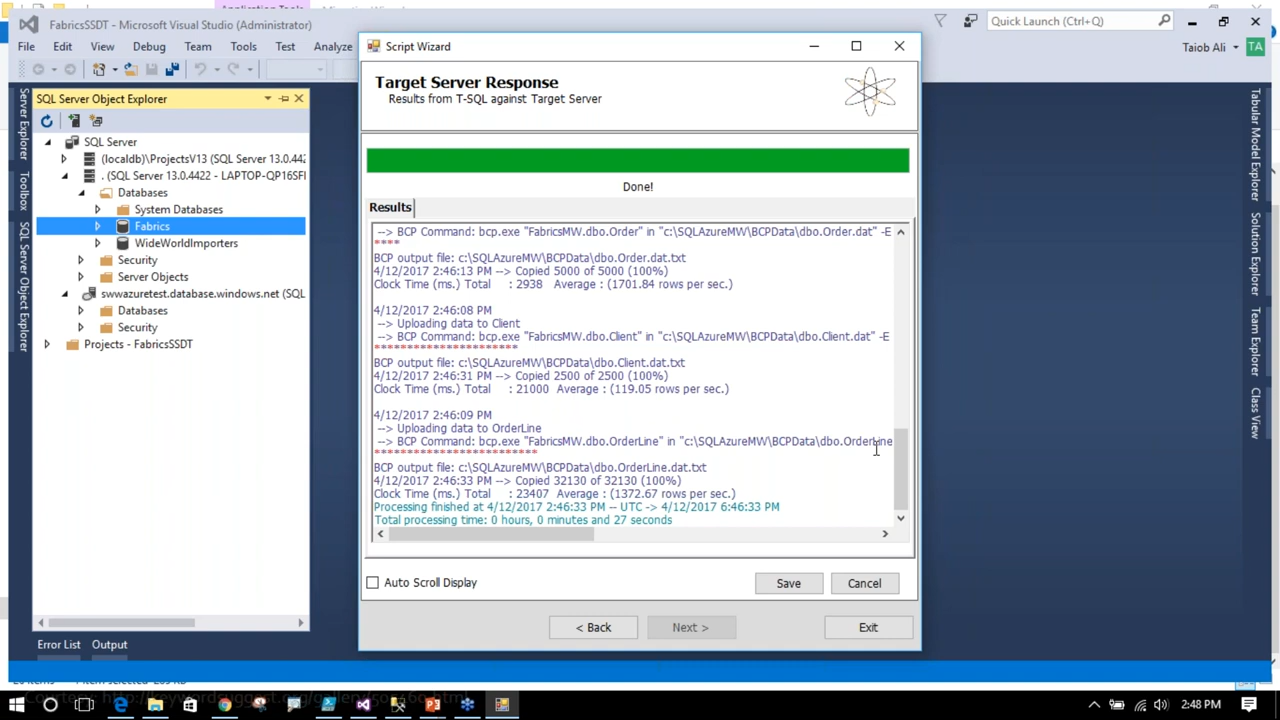 Application Tools
FabricsSSDT - Microsoft Visual Studio (Administrator)
Quick Launch (Ctrl+Q)
File Edit View Debug Team Tools Test Analyze
Taiob Ali
TA
Server Explorer
Toolbox
SQL Server Object Explorer
SQL Server Object Explorer
SQL Server
(localdb)\ProjectsV13 (SQL Server 13.0.442
. (SQL Server 13.0.4422 - LAPTOP-QP16SFI
Databases
System Databases
Fabrics
WideWorldImporters
Security
Server Objects
swwazuretest.database.windows.net (SQL
Databases
Security
Projects - FabricsSSDT
Error List Output
Script Wizard
Target Server Response
Results from T-SQL against Target Server
Done!
Results
--> BCP Command: bcp.exe "FabricsMW.dbo.Order" in "c:\SQLAzureMW\BCPData\dbo.Order.dat" -E
****
BCP output file: c:\SQLAzureMW\BCPData\dbo.Order.dat.txt
4/12/2017 2:46:13 PM --> Copied 5000 of 5000 (100%)
Clock Time (ms.) Total : 2938 Average : (1701.84 rows per sec.)
4/12/2017 2:46:08 PM
--> Uploading data to Client
--> BCP Command: bcp.exe "FabricsMW.dbo.Client" in "c:\SQLAzureMW\BCPData\dbo.Client.dat" -E
**********************
BCP output file: c:\SQLAzureMW\BCPData\dbo.Client.dat.txt
4/12/2017 2:46:31 PM --> Copied 2500 of 2500 (100%)
Clock Time (ms.) Total : 21000 Average : (119.05 rows per sec.)
4/12/2017 2:46:09 PM
--> Uploading data to OrderLine
--> BCP Command: bcp.exe "FabricsMW.dbo.OrderLine" in "c:\SQLAzureMW\BCPData\dbo.OrderLine
*************************
BCP output file: c:\SQLAzureMW\BCPData\dbo.OrderLine.dat.txt
4/12/2017 2:46:33 PM --> Copied 32130 of 32130 (100%)
Clock Time (ms.) Total : 23407 Average : (1372.67 rows per sec.)
Processing finished at 4/12/2017 2:46:33 PM -- UTC -> 4/12/2017 6:46:33 PM
Total processing time: 0 hours, 0 minutes and 27 seconds
Auto Scroll Display
Save Cancel
< Back Next > Exit
Tabular Model Explorer
Solution Explorer
Team Explorer
Class View
2:48 PM